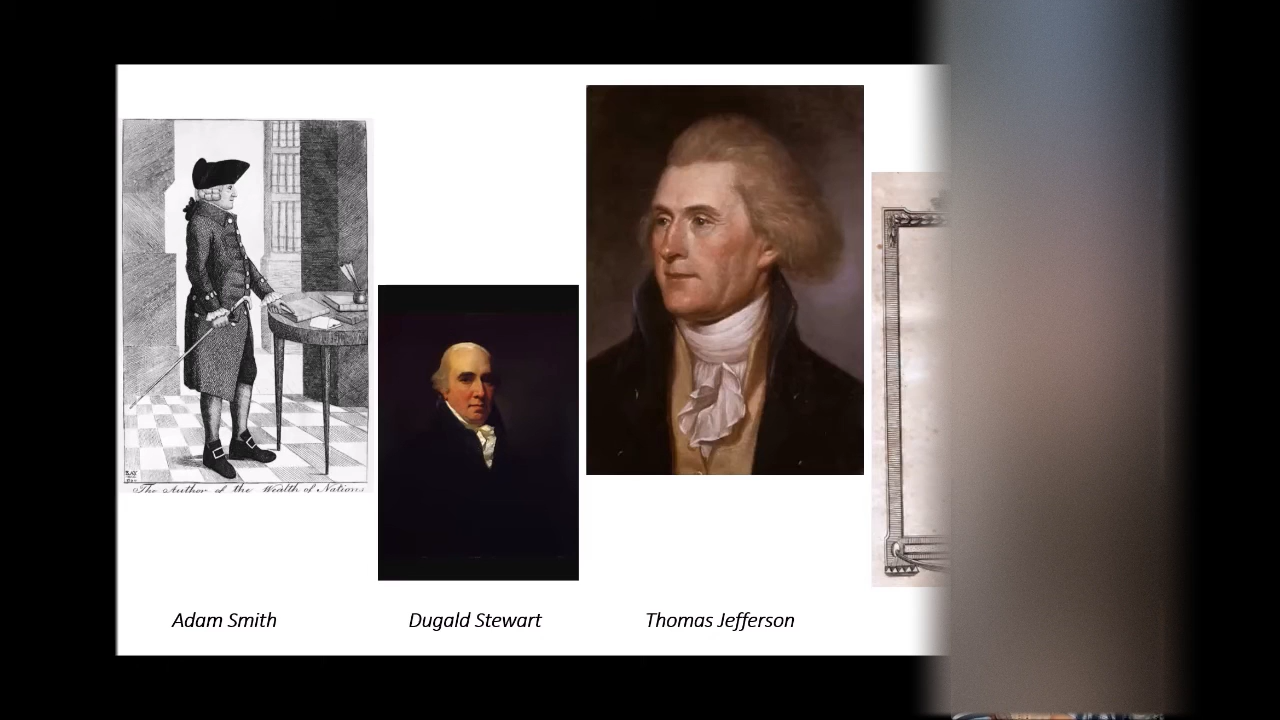 The Author of the Wealth of Nations
Adam Smith
Dugald Stewart
Thomas Jefferson